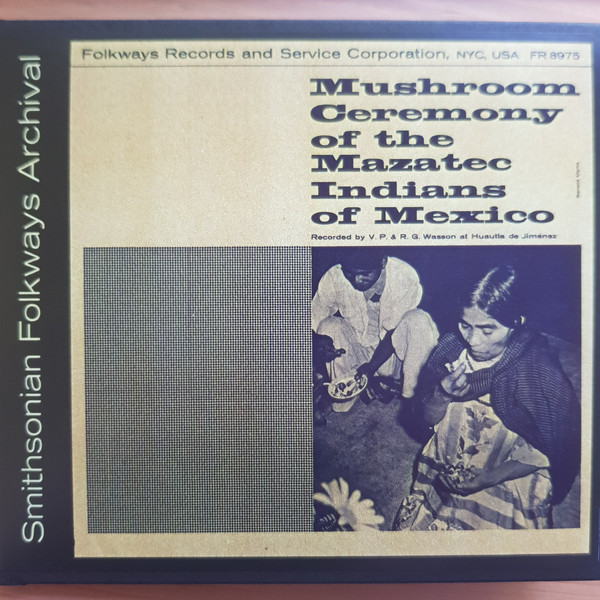 Smithsonian Folkways Archival
Folkways Records and Service Corporation, NYC, USA FR 8975
Mushroom
Ceremony
of the
Mazatec
Indians
of Mexico
Recorded by V. P. & R. G. Wasson at Huautla de Jiménez